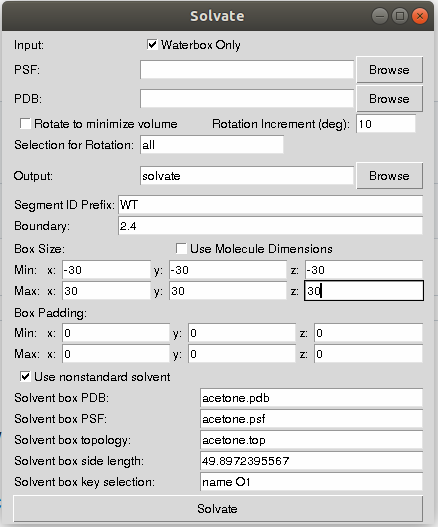 Solvate
Input: Waterbox Only
PSF: Browse
PDB: Browse
Rotate to minimize volume Rotation Increment (deg): 10
Selection for Rotation: all
Output: solvate Browse
Segment ID Prefix: WT
Boundary: 2.4
Box Size: Use Molecule Dimensions
Min: x: -30 y: -30 z: -30
Max: x: 30 y: 30 z: 30
Box Padding:
Min: x: 0 y: 0 z: 0
Max: x: 0 y: 0 z: 0
Use nonstandard solvent
Solvent box PDB: acetone.pdb
Solvent box PSF: acetone.psf
Solvent box topology: acetone.top
Solvent box side length: 49.8972395567
Solvent box key selection: name O1
Solvate